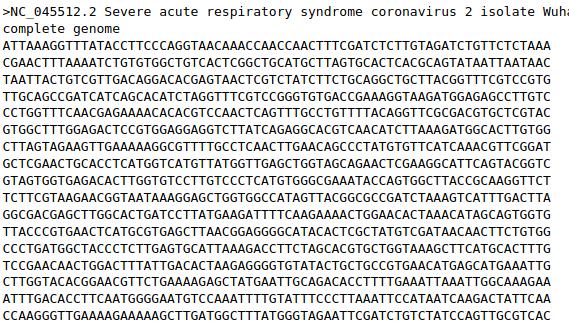 >NC_045512.2 Severe acute respiratory syndrome coronavirus 2 isolate Wuha
complete genome
ATTAAAGGTTTATACCTTCCCAGGTAACAAACCAACCAACTTTCGATCTCTTGTAGATCTGTTCTCTAAA
CGAACTTTAAAATCTGTGTGGCTGTCACTCGGCTGCATGCTTAGTGCACTCACGCAGTATAATTAATAAC
TAATTACTGTCGTTGACAGGACACGAGTAACTCGTCTATCTTCTGCAGGCTGCTTACGGTTTCGTCCGTG
TTGCAGCCGATCATCAGCACATCTAGGTTTCGTCCGGGTGTGACCGAAAGGTAAGATGGAGAGCCTTGTC
CCTGGTTTCAACGAGAAAACACACGTCCAACTCAGTTTGCCTGTTTTACAGGTTCGCGACGTGCTCGTAC
GTGGCTTTGGAGACTCCGTGGAGGAGGTCTTATCAGAGGCACGTCAACATCTTAAAGATGGCACTTGTGG
CTTAGTAGAAGTTGAAAAAGGCGTTTTGCCTCAACTTGAACAGCCCTATGTGTTCATCAAACGTTCGGAT
GCTCGAACTGCACCTCATGGTCATGTTATGGTTGAGCTGGTAGCAGAACTCGAAGGCATTCAGTACGGTC
GTAGTGGTGAGACACTTGGTGTCCTTGTCCCTCATGTGGGCGAAATACCAGTGGCTTACCGCAAGGTTCT
TCTTCGTAAGAACGGTAATAAAGGAGCTGGTGGCCATAGTTACGGCGCCGATCTAAAGTCATTTGACTTA
GGCGACGAGCTTGGCACTGATCCTTATGAAGATTTTCAAGAAAACTGGAACACTAAACATAGCAGTGGTG
TTACCCGTGAACTCATGCGTGAGCTTAACGGAGGGGCATACACTCGCTATGTCGATAACAACTTCTGTGG
CCCTGATGGCTACCCTCTTGAGTGCATTAAAGACCTTCTAGCACGTGCTGGTAAAGCTTCATGCACTTTG
TCCGAACAACTGGACTTTATTGACACTAAGAGGGGTGTATACTGCTGCCGTGAACATGAGCATGAAATTG
CTTGGTACACGGAACGTTCTGAAAAGAGCTATGAATTGCAGACACCTTTTGAAATTAAATTGGCAAAGAA
ATTTGACACCTTCAATGGGGAATGTCCAAATTTTGTATTTCCCTTAAATTCCATAATCAAGACTATTCAA
CCAAGGGTTGAAAAGAAAAAGCTTGATGGCTTTATGGGTAGAATTCGATCTGTCTATCCAGTTGCGTCAC